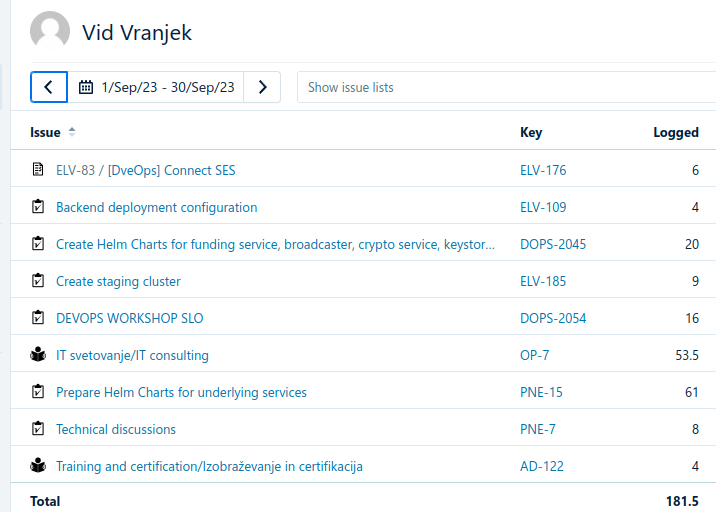 Vid Vranjek
1/Sep/23 - 30/Sep/23
Show issue lists
Issue Key Logged
ELV-83 / [DveOps] Connect SES ELV-176 6
Backend deployment configuration ELV-109 4
Create Helm Charts for funding service, broadcaster, crypto service, keystor... DOPS-2045 20
Create staging cluster ELV-185 9
DEVOPS WORKSHOP SLO DOPS-2054 16
IT svetovanje/IT consulting OP-7 53.5
Prepare Helm Charts for underlying services PNE-15 61
Technical discussions PNE-7 8
Training and certification/Izobraževanje in certifikacija AD-122 4
Total 181.5